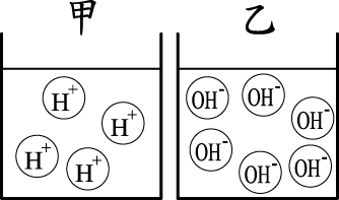 甲 乙
H⁺ H⁺ H⁺ H⁺
OH⁻ OH⁻ OH⁻ OH⁻ OH⁻ OH⁻